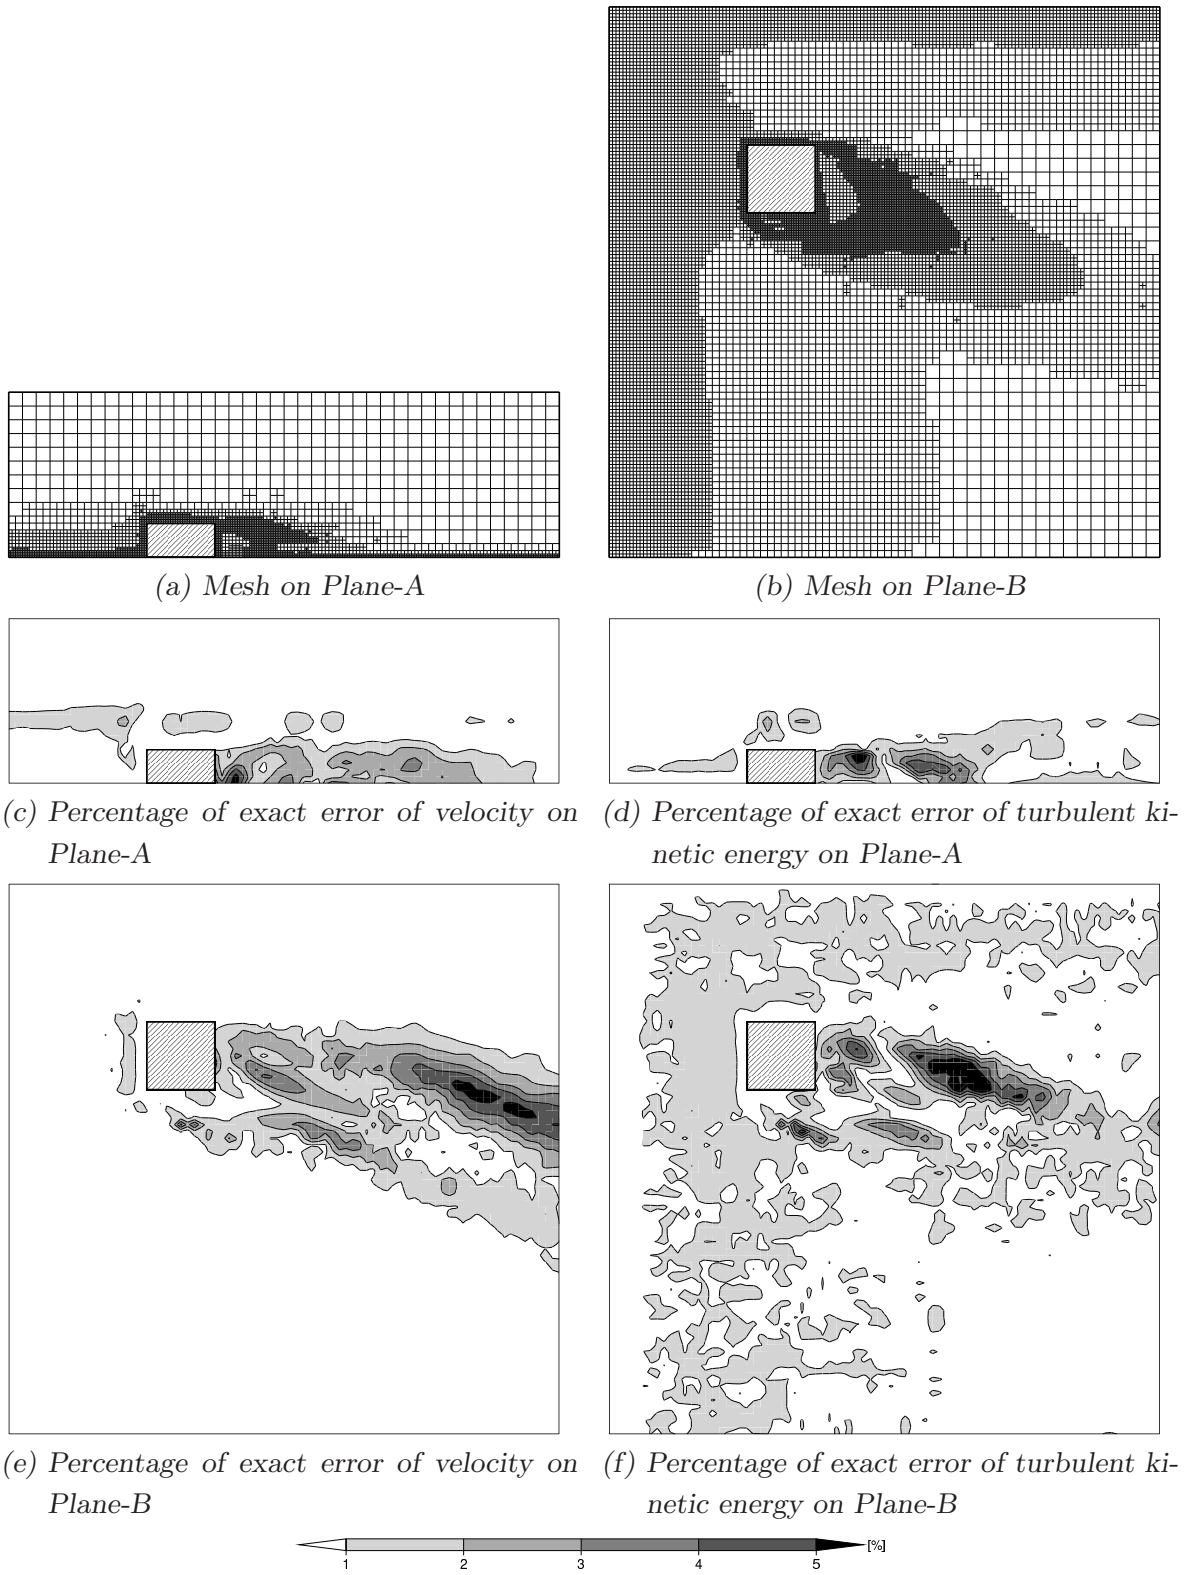 (a) Mesh on Plane-A
(b) Mesh on Plane-B
(c) Percentage of exact error of velocity on
Plane-A
(d) Percentage of exact error of turbulent ki-
netic energy on Plane-A
(e) Percentage of exact error of velocity on
Plane-B
(f) Percentage of exact error of turbulent ki-
netic energy on Plane-B
1 2 3 4 5 [%]